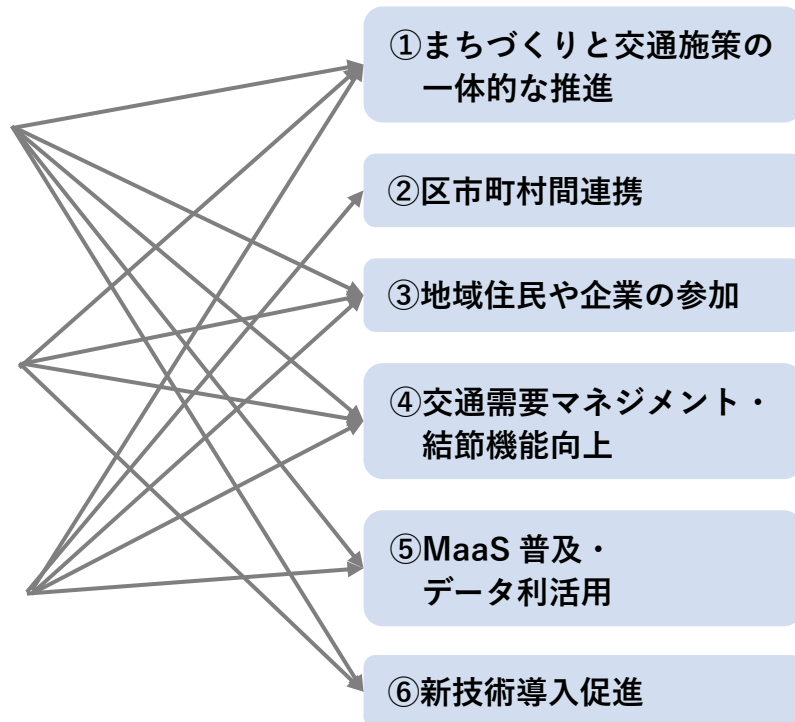 ①まちづくりと交通施策の
一体的な推進
②区市町村間連携
③地域住民や企業の参加
④交通需要マネジメント・
結節機能向上
⑤MaaS 普及・
データ利活用
⑥新技術導入促進